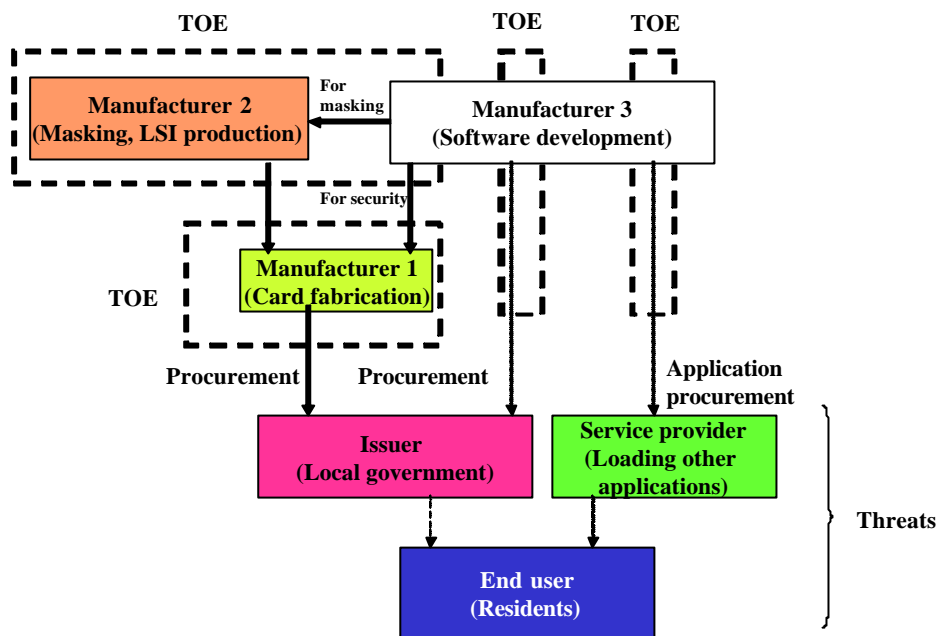 TOE
TOE
TOE
Manufacturer 2
(Masking, LSI production)
For
masking
Manufacturer 3
(Software development)
For security
TOE
Manufacturer 1
(Card fabrication)
Procurement
Procurement
Application
procurement
Issuer
(Local government)
Service provider
(Loading other
applications)
Threats
End user
(Residents)